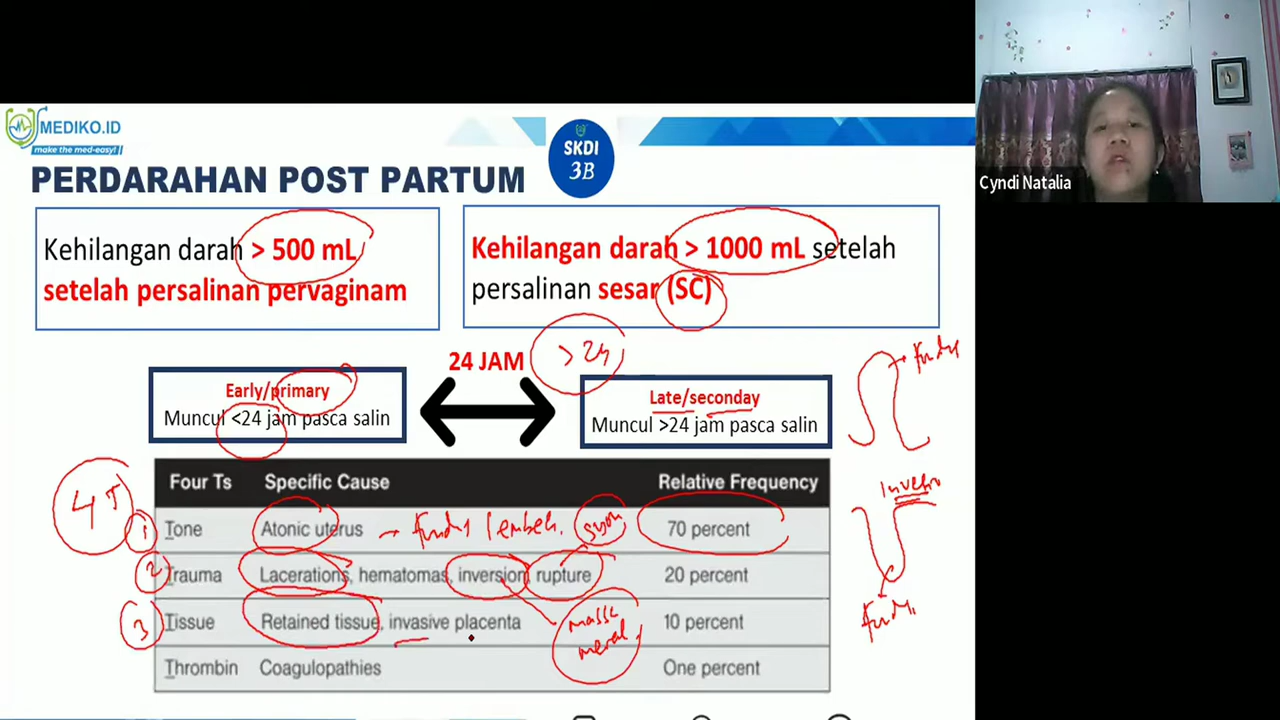 MEDIKO.ID
make the med-easy!
SKDI
3B
PERDARAHAN POST PARTUM
Cyndi Natalia
Kehilangan darah > 500 mL
setelah persalinan pervaginam
Kehilangan darah > 1000 mL setelah
persalinan sesar (SC)
24 JAM
> 24
Early/primary
Muncul <24 jam pasca salin
Late/seconday
Muncul >24 jam pasca salin
fundus
4T
Four Ts Specific Cause Relative Frequency
1 Tone Atonic uterus → fundus lembek. 70 percent
2 Trauma Lacerations, hematomas, inversion, rupture 20 percent
3 Tissue Retained tissue, invasive placenta 10 percent
Thrombin Coagulopathies One percent